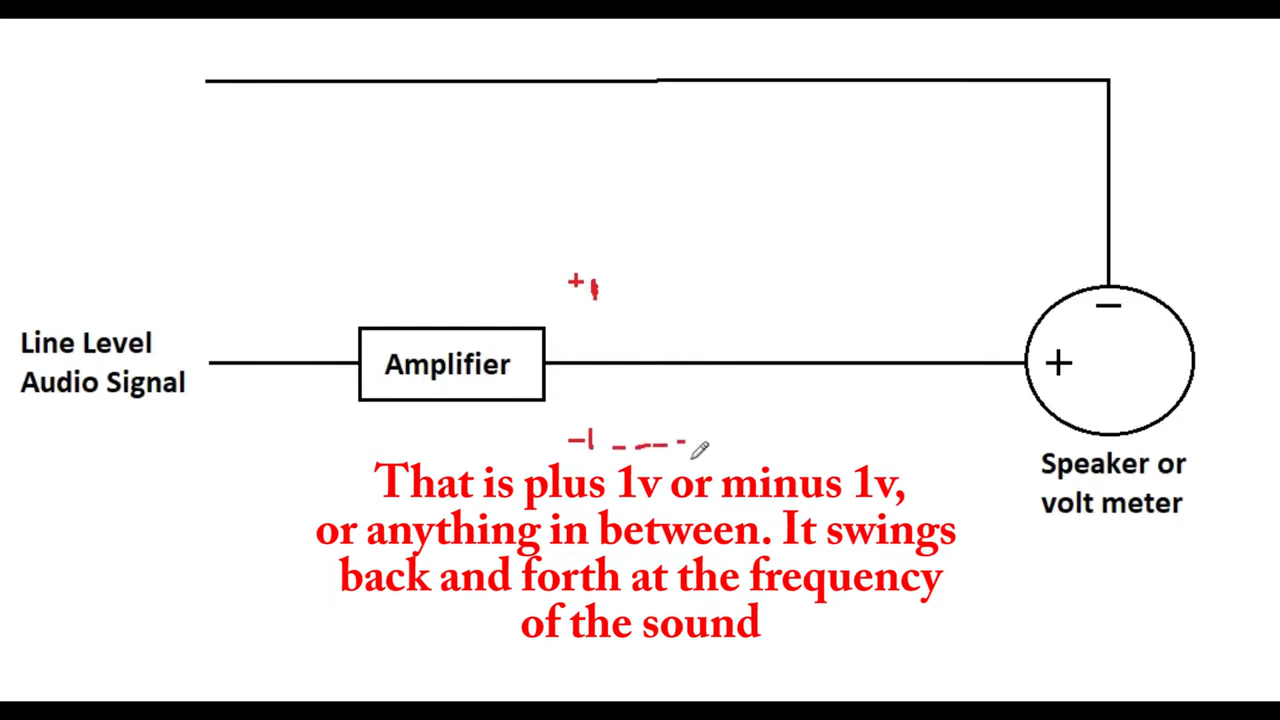 +1
Line Level
Audio Signal
Amplifier
−
+
−1
Speaker or
volt meter
That is plus 1v or minus 1v,
or anything in between. It swings
back and forth at the frequency
of the sound